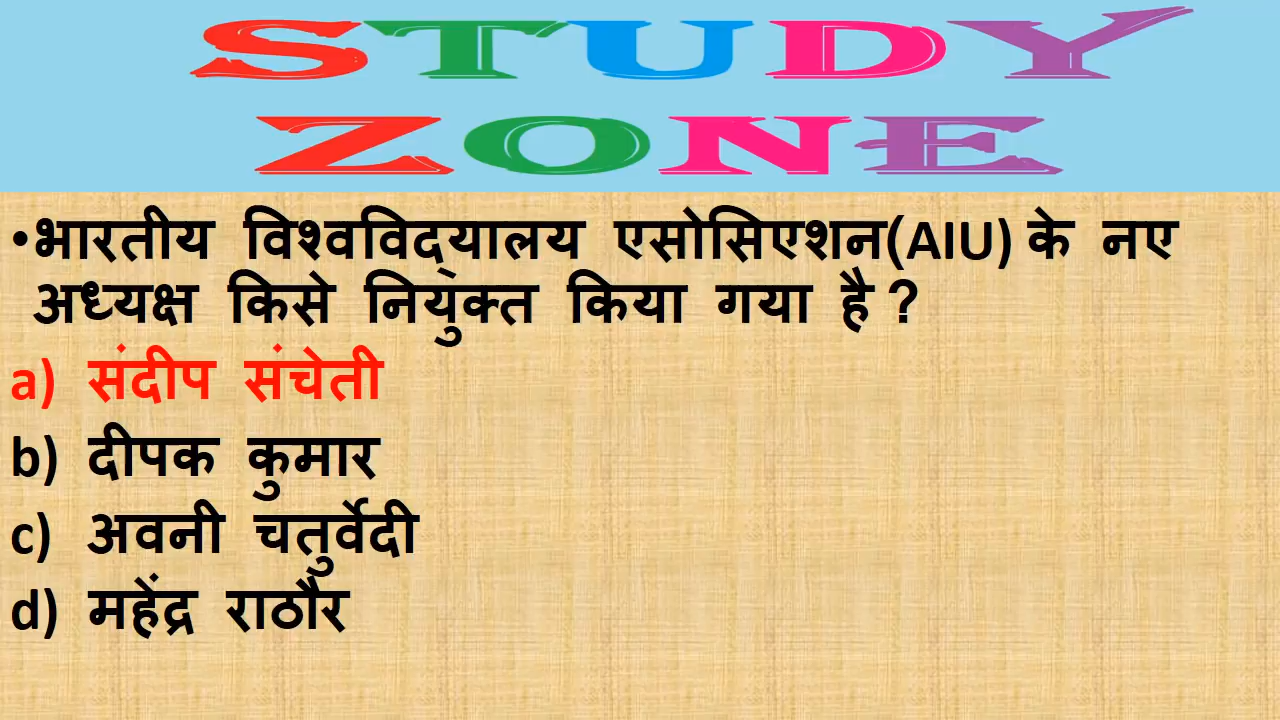 STUDY
ZONE
•भारतीय विश्वविद्यालय एसोसिएशन(AIU) के नए
अध्यक्ष किसे नियुक्त किया गया है ?
a) संदीप संचेती
b) दीपक कुमार
c) अवनी चतुर्वेदी
d) महेंद्र राठौर